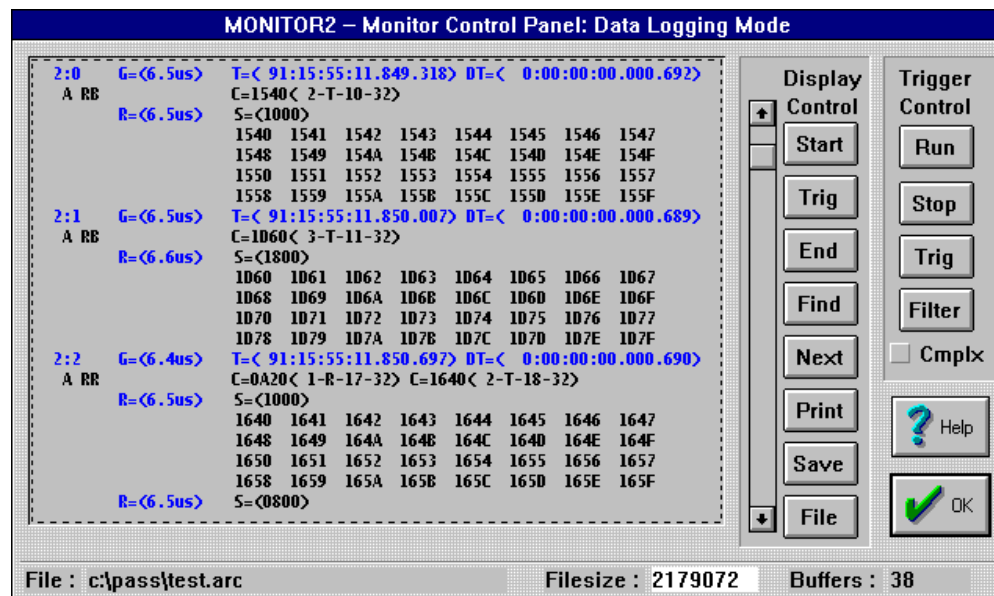 MONITOR2 – Monitor Control Panel: Data Logging Mode
2:0 G=<6.5us> T=< 91:15:55:11.849.318> DT=< 0:00:00:00.000.692>
A RB C=1540< 2-T-10-32>
R=<6.5us> S=<1000>
1540 1541 1542 1543 1544 1545 1546 1547
1548 1549 154A 154B 154C 154D 154E 154F
1550 1551 1552 1553 1554 1555 1556 1557
1558 1559 155A 155B 155C 155D 155E 155F
2:1 G=<6.5us> T=< 91:15:55:11.850.007> DT=< 0:00:00:00.000.689>
A RB C=1D60< 3-T-11-32>
R=<6.6us> S=<1800>
1D60 1D61 1D62 1D63 1D64 1D65 1D66 1D67
1D68 1D69 1D6A 1D6B 1D6C 1D6D 1D6E 1D6F
1D70 1D71 1D72 1D73 1D74 1D75 1D76 1D77
1D78 1D79 1D7A 1D7B 1D7C 1D7D 1D7E 1D7F
2:2 G=<6.4us> T=< 91:15:55:11.850.697> DT=< 0:00:00:00.000.690>
A RR C=0A20< 1-R-17-32> C=1640< 2-T-18-32>
R=<6.5us> S=<1000>
1640 1641 1642 1643 1644 1645 1646 1647
1648 1649 164A 164B 164C 164D 164E 164F
1650 1651 1652 1653 1654 1655 1656 1657
1658 1659 165A 165B 165C 165D 165E 165F
R=<6.5us> S=<0800>
Display
Control
Start
Trig
End
Find
Next
Print
Save
File
Trigger
Control
Run
Stop
Trig
Filter
Cmplx
Help
OK
File : c:\pass\test.arc Filesize : 2179072 Buffers : 38